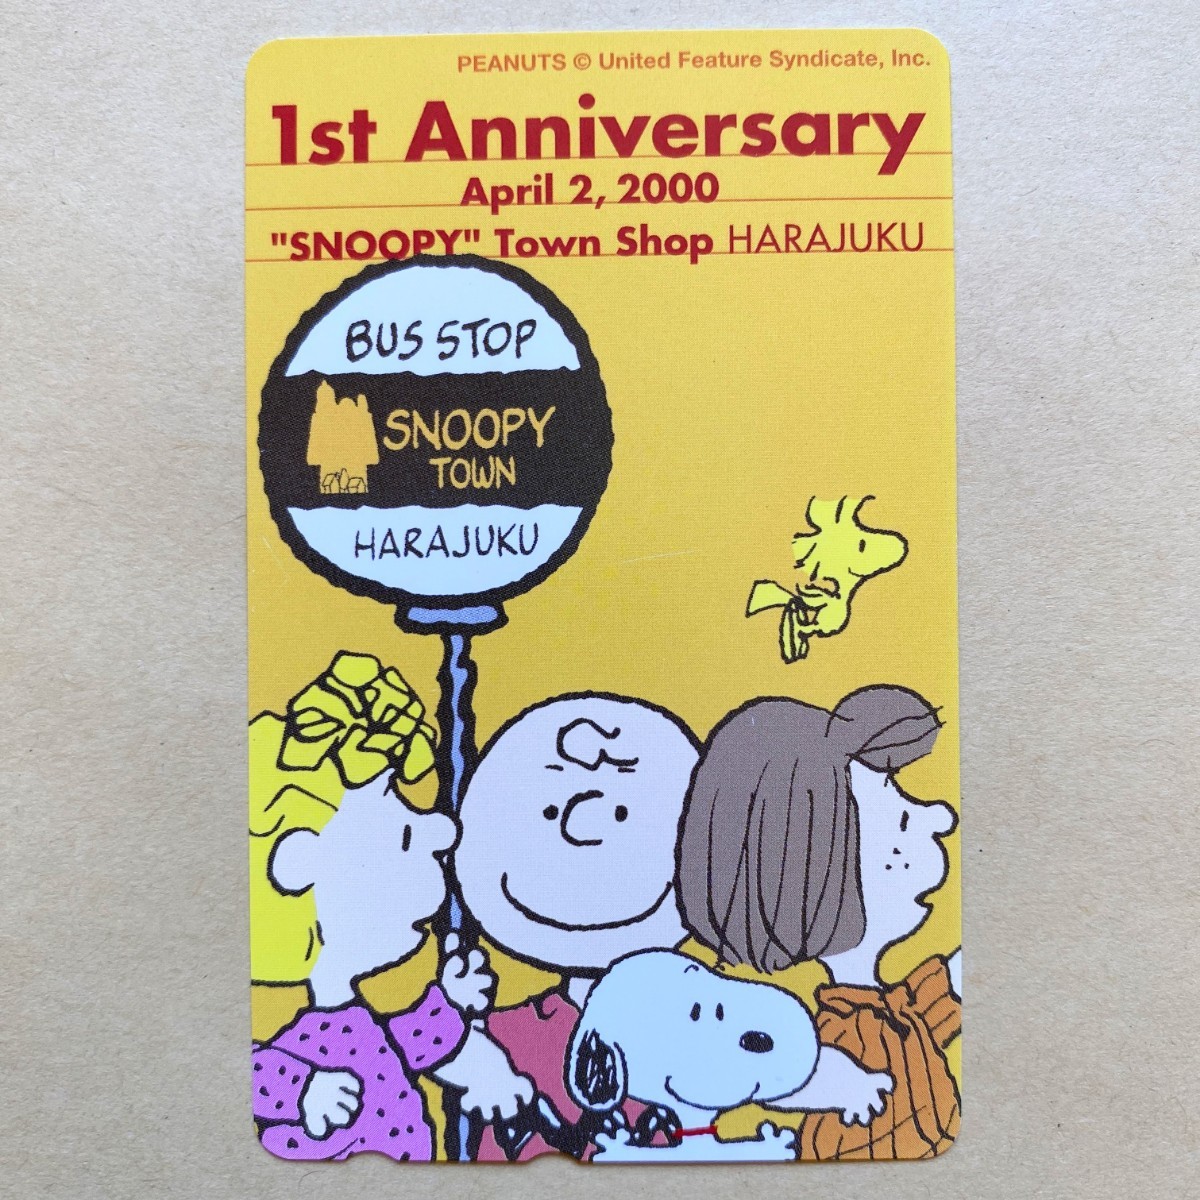 PEANUTS © United Feature Syndicate, Inc.
1st Anniversary
April 2, 2000
"SNOOPY" Town Shop HARAJUKU
BUS STOP
SNOOPY
TOWN
HARAJUKU